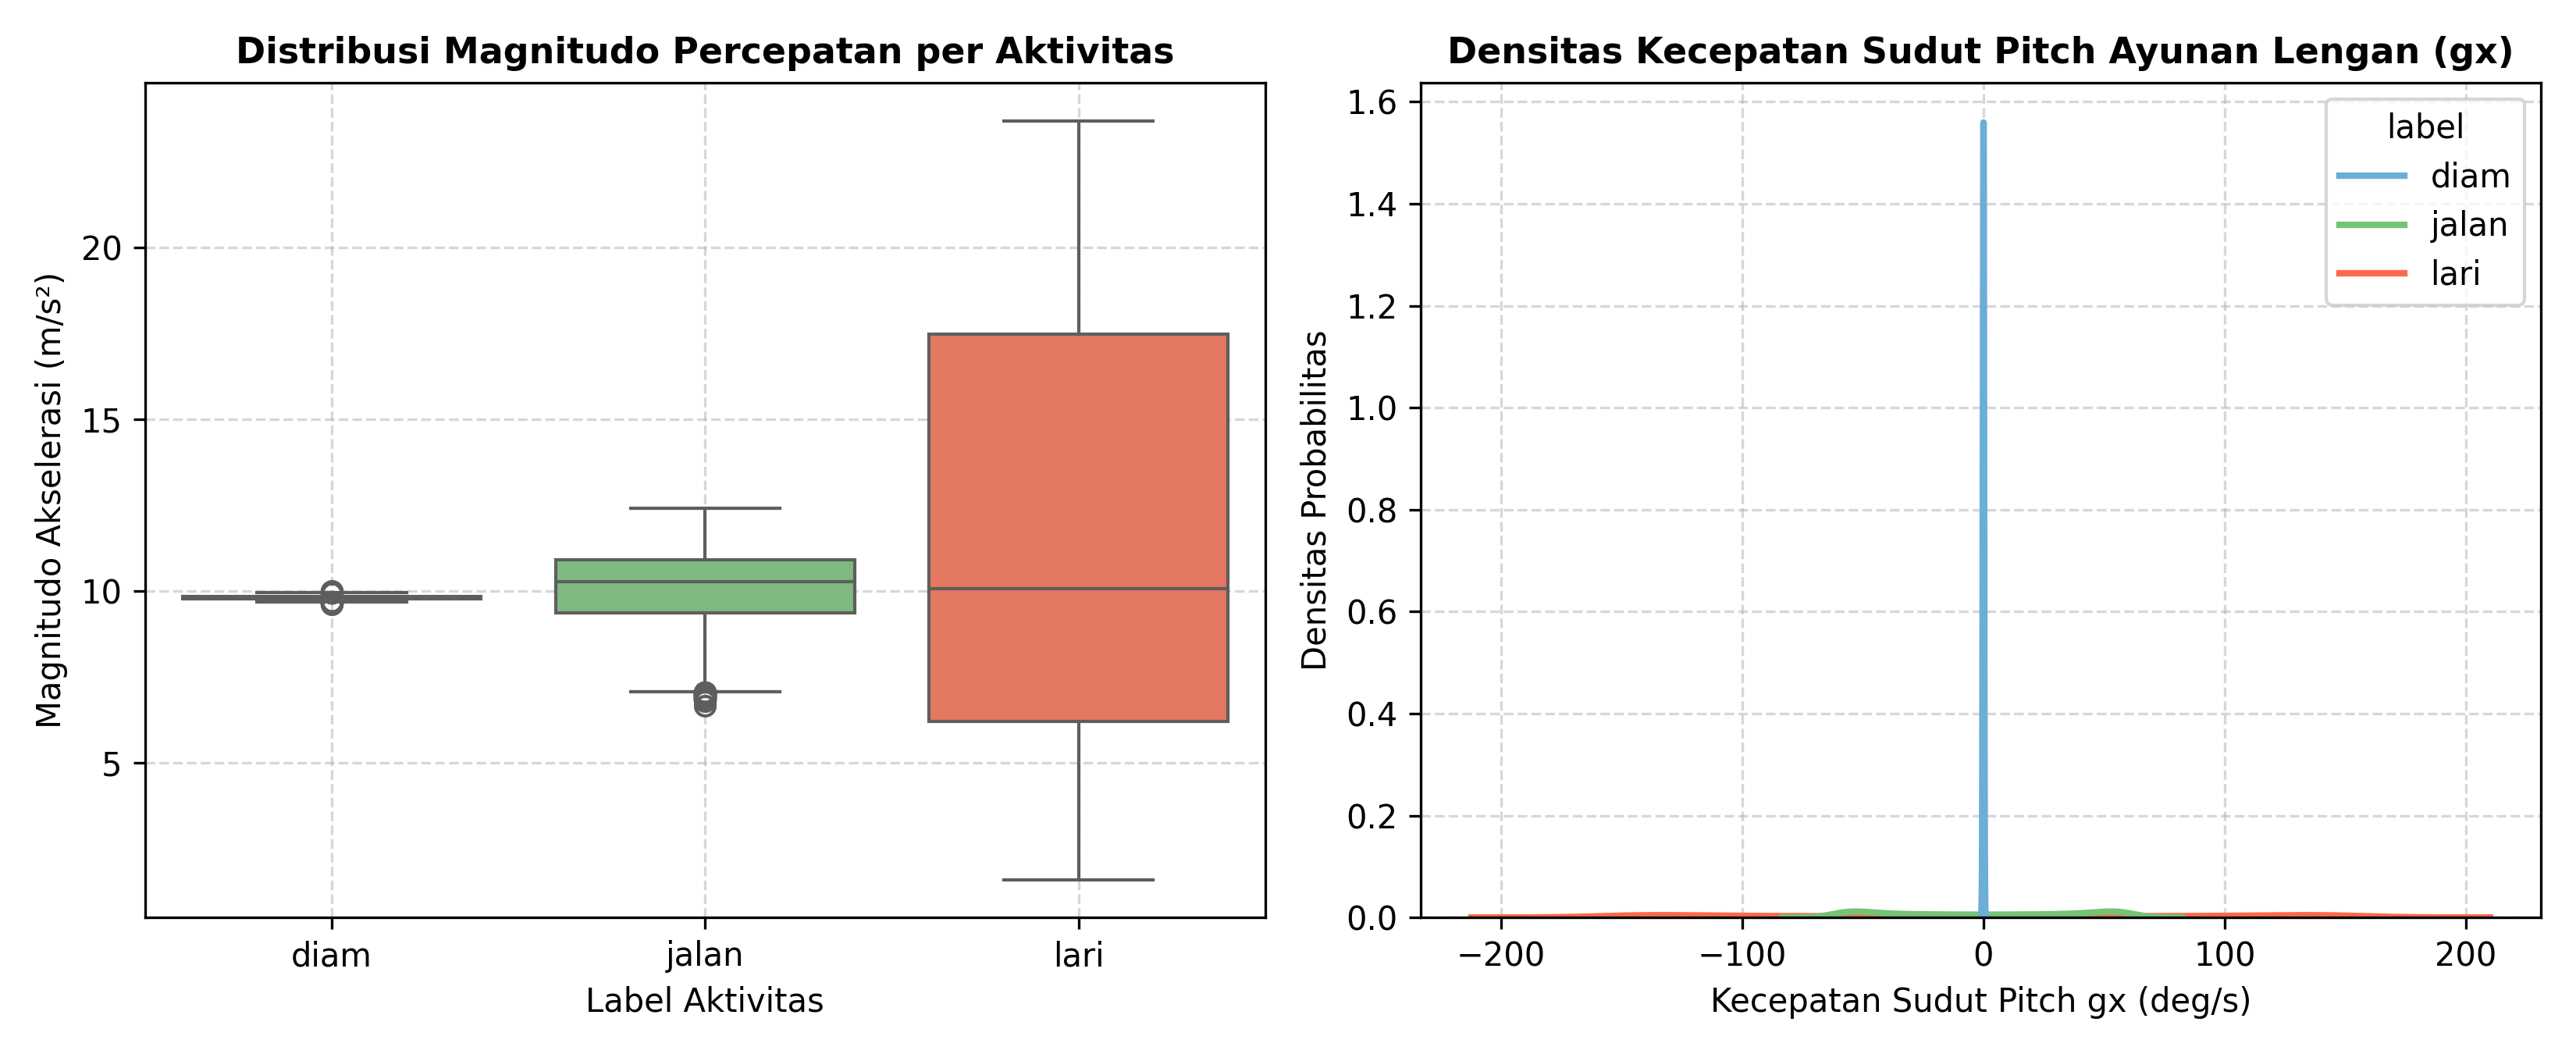 Distribusi Magnitudo Percepatan per Aktivitas
Magnitudo Akselerasi (m/s²)
20
15
10
5
diam
jalan
lari
Label Aktivitas
Densitas Kecepatan Sudut Pitch Ayunan Lengan (gx)
Densitas Probabilitas
1.6
1.4
1.2
1.0
0.8
0.6
0.4
0.2
0.0
label
diam
jalan
lari
−200
−100
0
100
200
Kecepatan Sudut Pitch gx (deg/s)